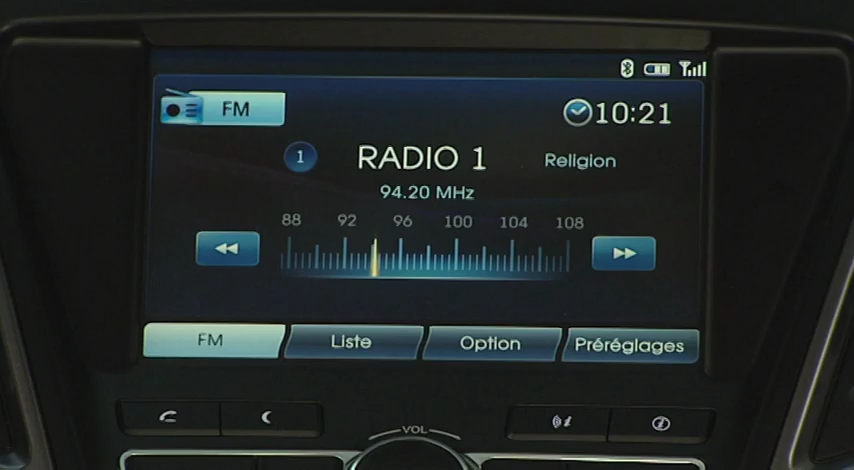 FM
10:21
1
RADIO 1
Religion
94.20 MHz
88 92 96 100 104 108
FM Liste Option Préréglages
VOL